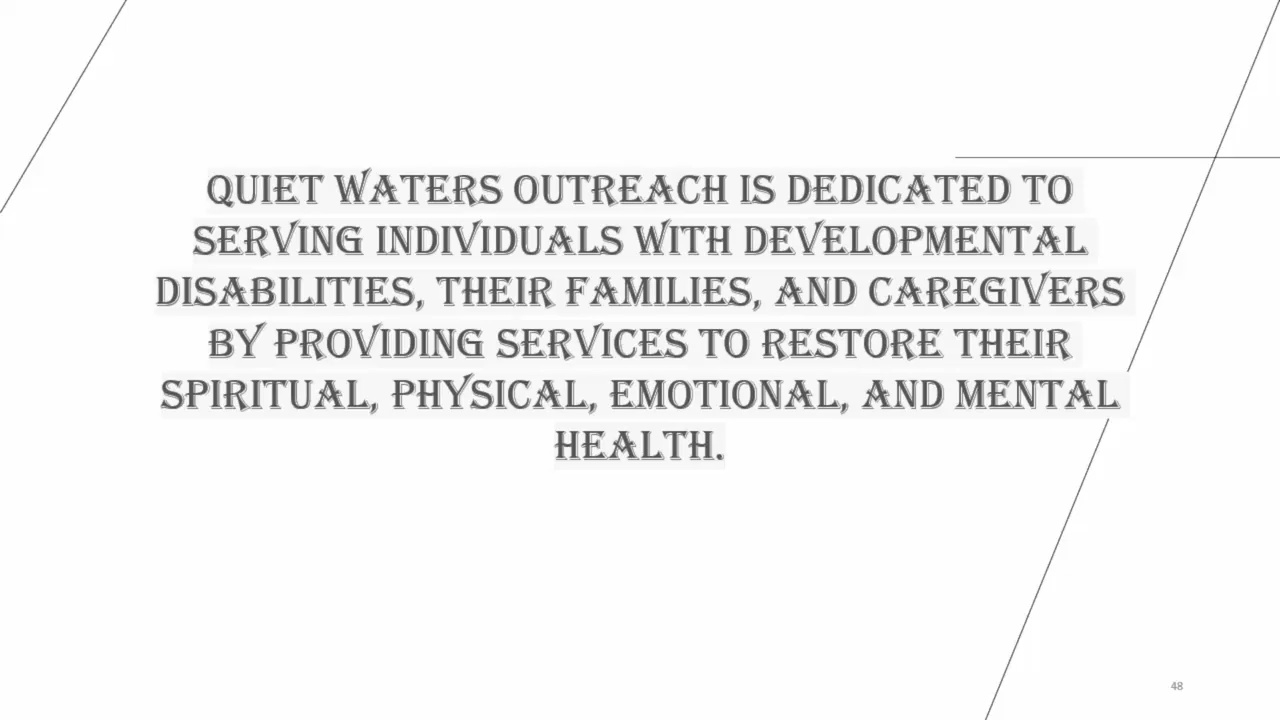 QUIET WATERS OUTREACH IS DEDICATED TO
SERVING INDIVIDUALS WITH DEVELOPMENTAL
DISABILITIES, THEIR FAMILIES, AND CAREGIVERS
BY PROVIDING SERVICES TO RESTORE THEIR
SPIRITUAL, PHYSICAL, EMOTIONAL, AND MENTAL
HEALTH.
48